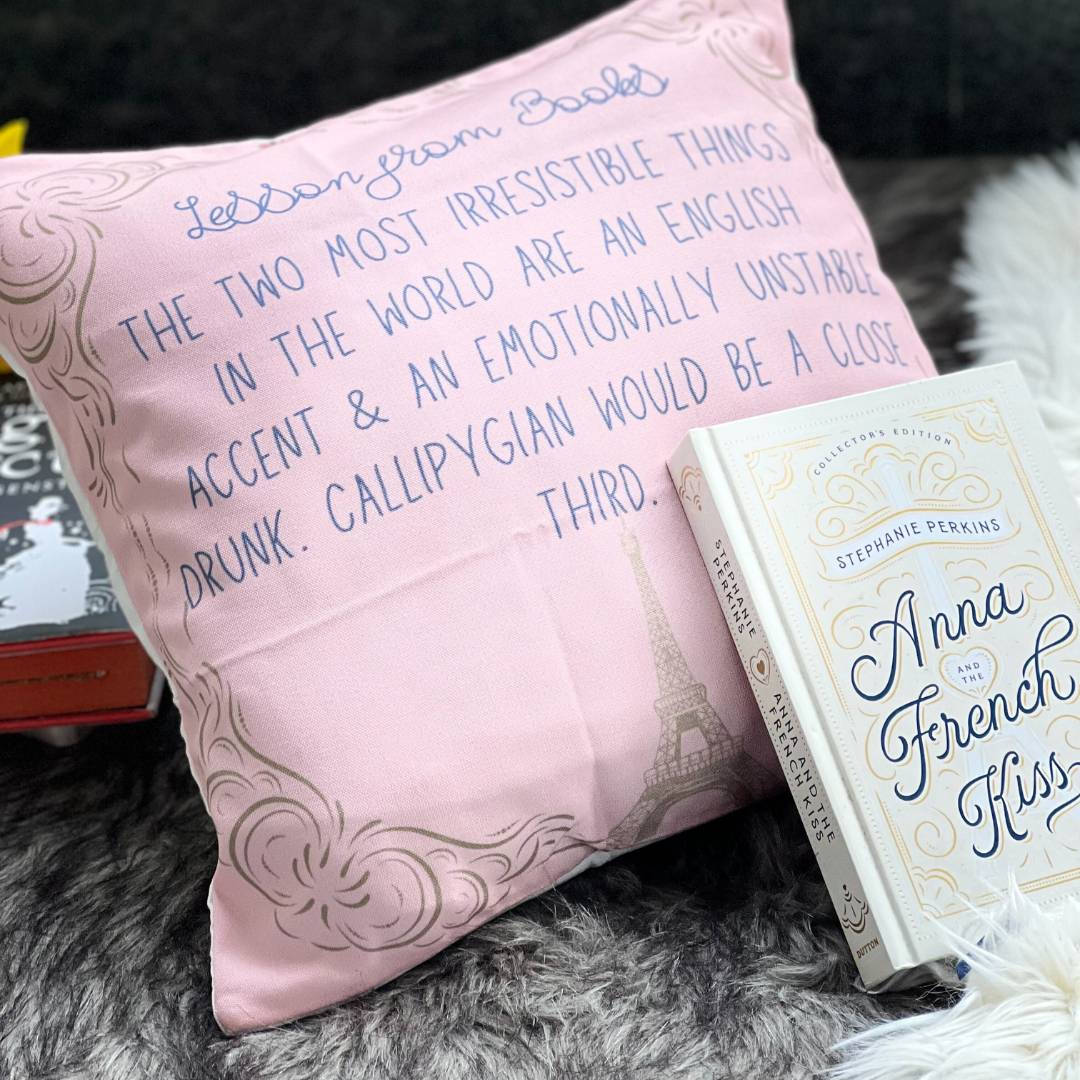 Lesson from Books
THE TWO MOST IRRESISTIBLE THINGS
IN THE WORLD ARE AN ENGLISH
ACCENT & AN EMOTIONALLY UNSTABLE
DRUNK. CALLIPYGIAN WOULD BE A CLOSE
THIRD.
COLLECTOR'S EDITION
STEPHANIE PERKINS
Anna
AND
THE
French
Kiss
STEPHANIE
PERKINS
ANNA AND THE
FRENCH KISS
DUTTON